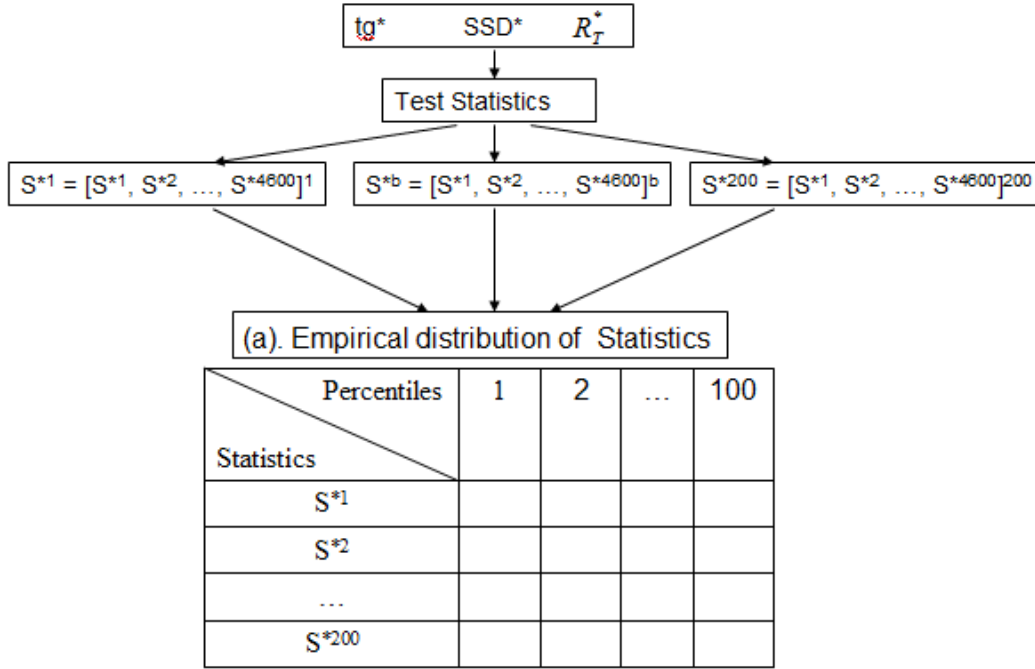 tg* SSD* R*T
Test Statistics
S*1 = [S*1, S*2, ..., S*4600]1 S*b = [S*1, S*2, ..., S*4600]b S*200 = [S*1, S*2, ..., S*4600]200
(a). Empirical distribution of Statistics
Percentiles 1 2 ... 100
Statistics
S*1
S*2
...
S*200